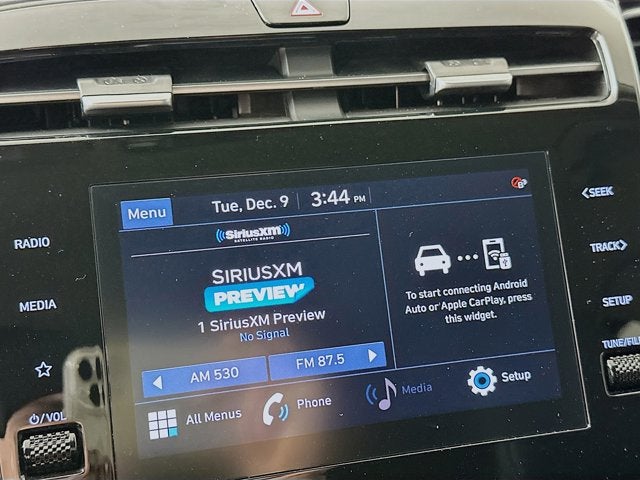 Menu
Tue, Dec. 9
3:44 PM
SiriusXM
SATELLITE RADIO
SIRIUSXM
PREVIEW
1 SiriusXM Preview
No Signal
AM 530
FM 87.5
To start connecting Android
Auto or Apple CarPlay, press
this widget.
All Menus
Phone
Media
Setup
RADIO
MEDIA
VOL
SEEK
TRACK
SETUP